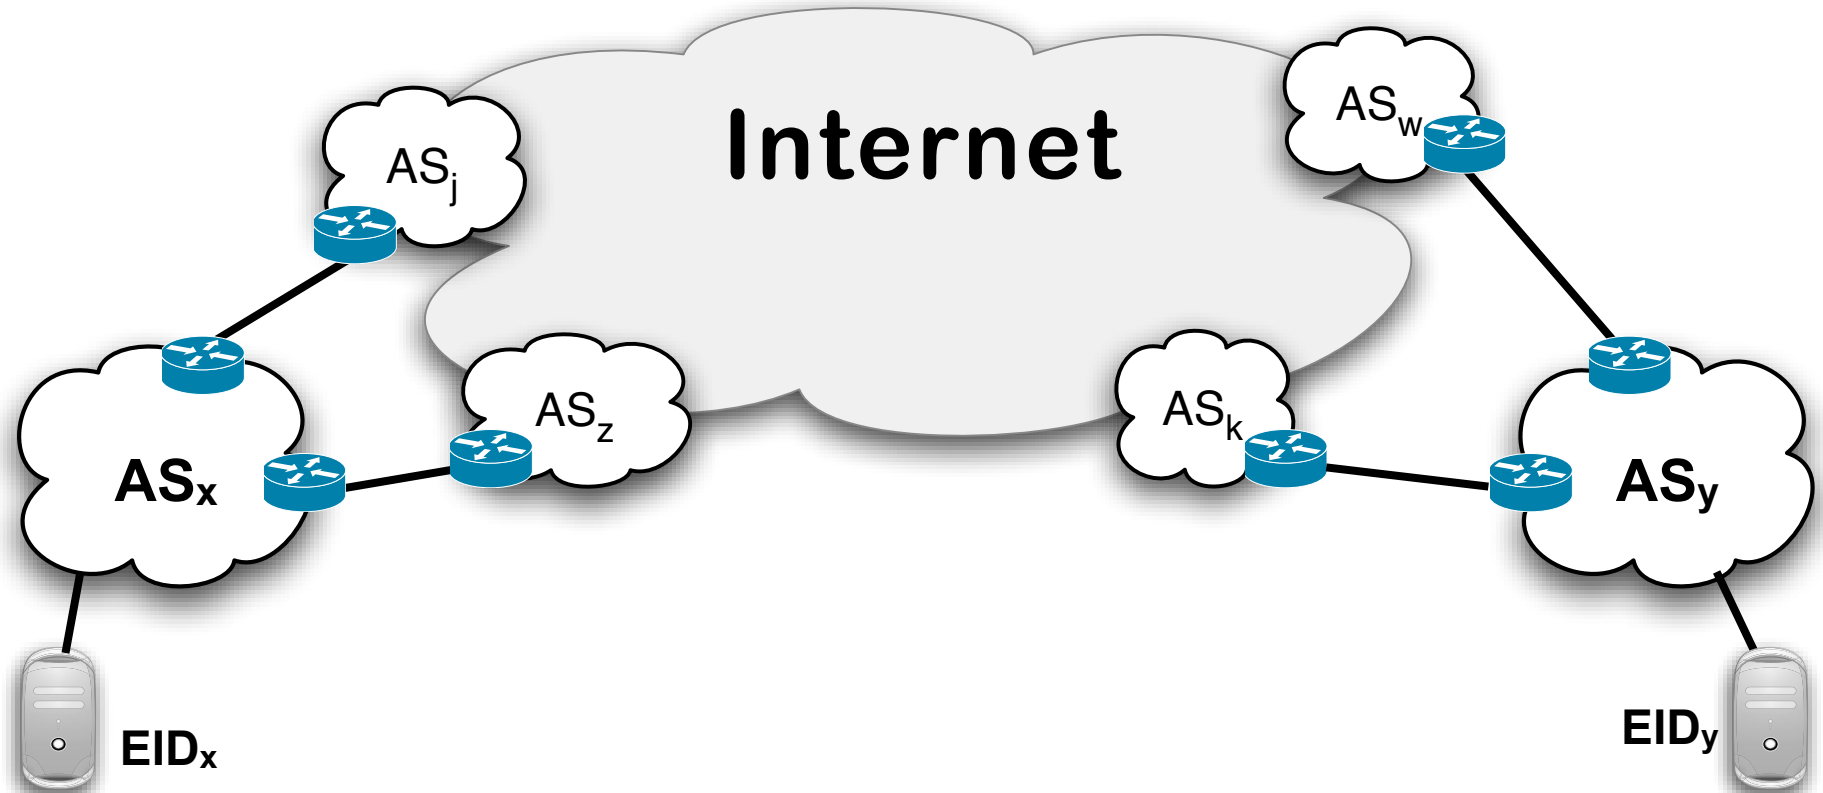 Internet
ASw
ASj
ASz
ASk
ASx
ASy
EIDx
EIDy